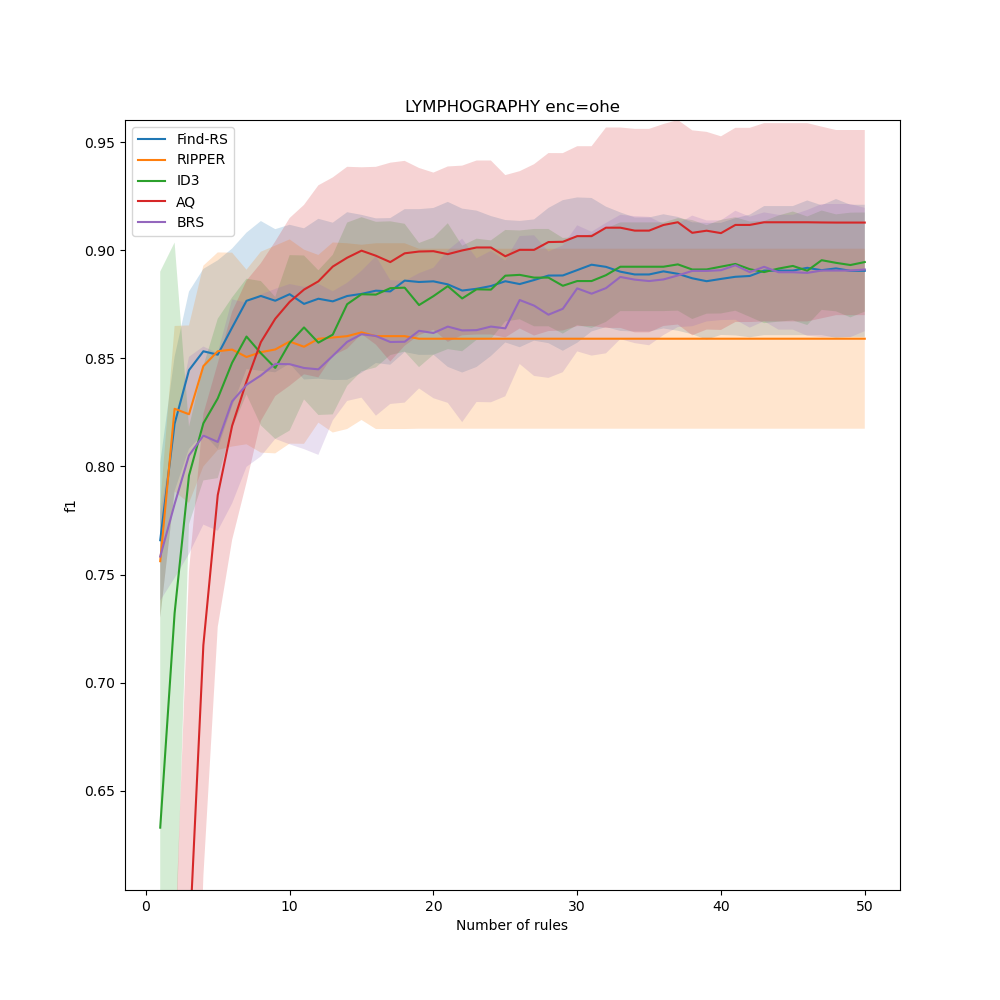 LYMPHOGRAPHY enc=ohe
Find-RS
RIPPER
ID3
AQ
BRS
0.95
0.90
0.85
0.80
0.75
0.70
0.65
f1
0 10 20 30 40 50
Number of rules